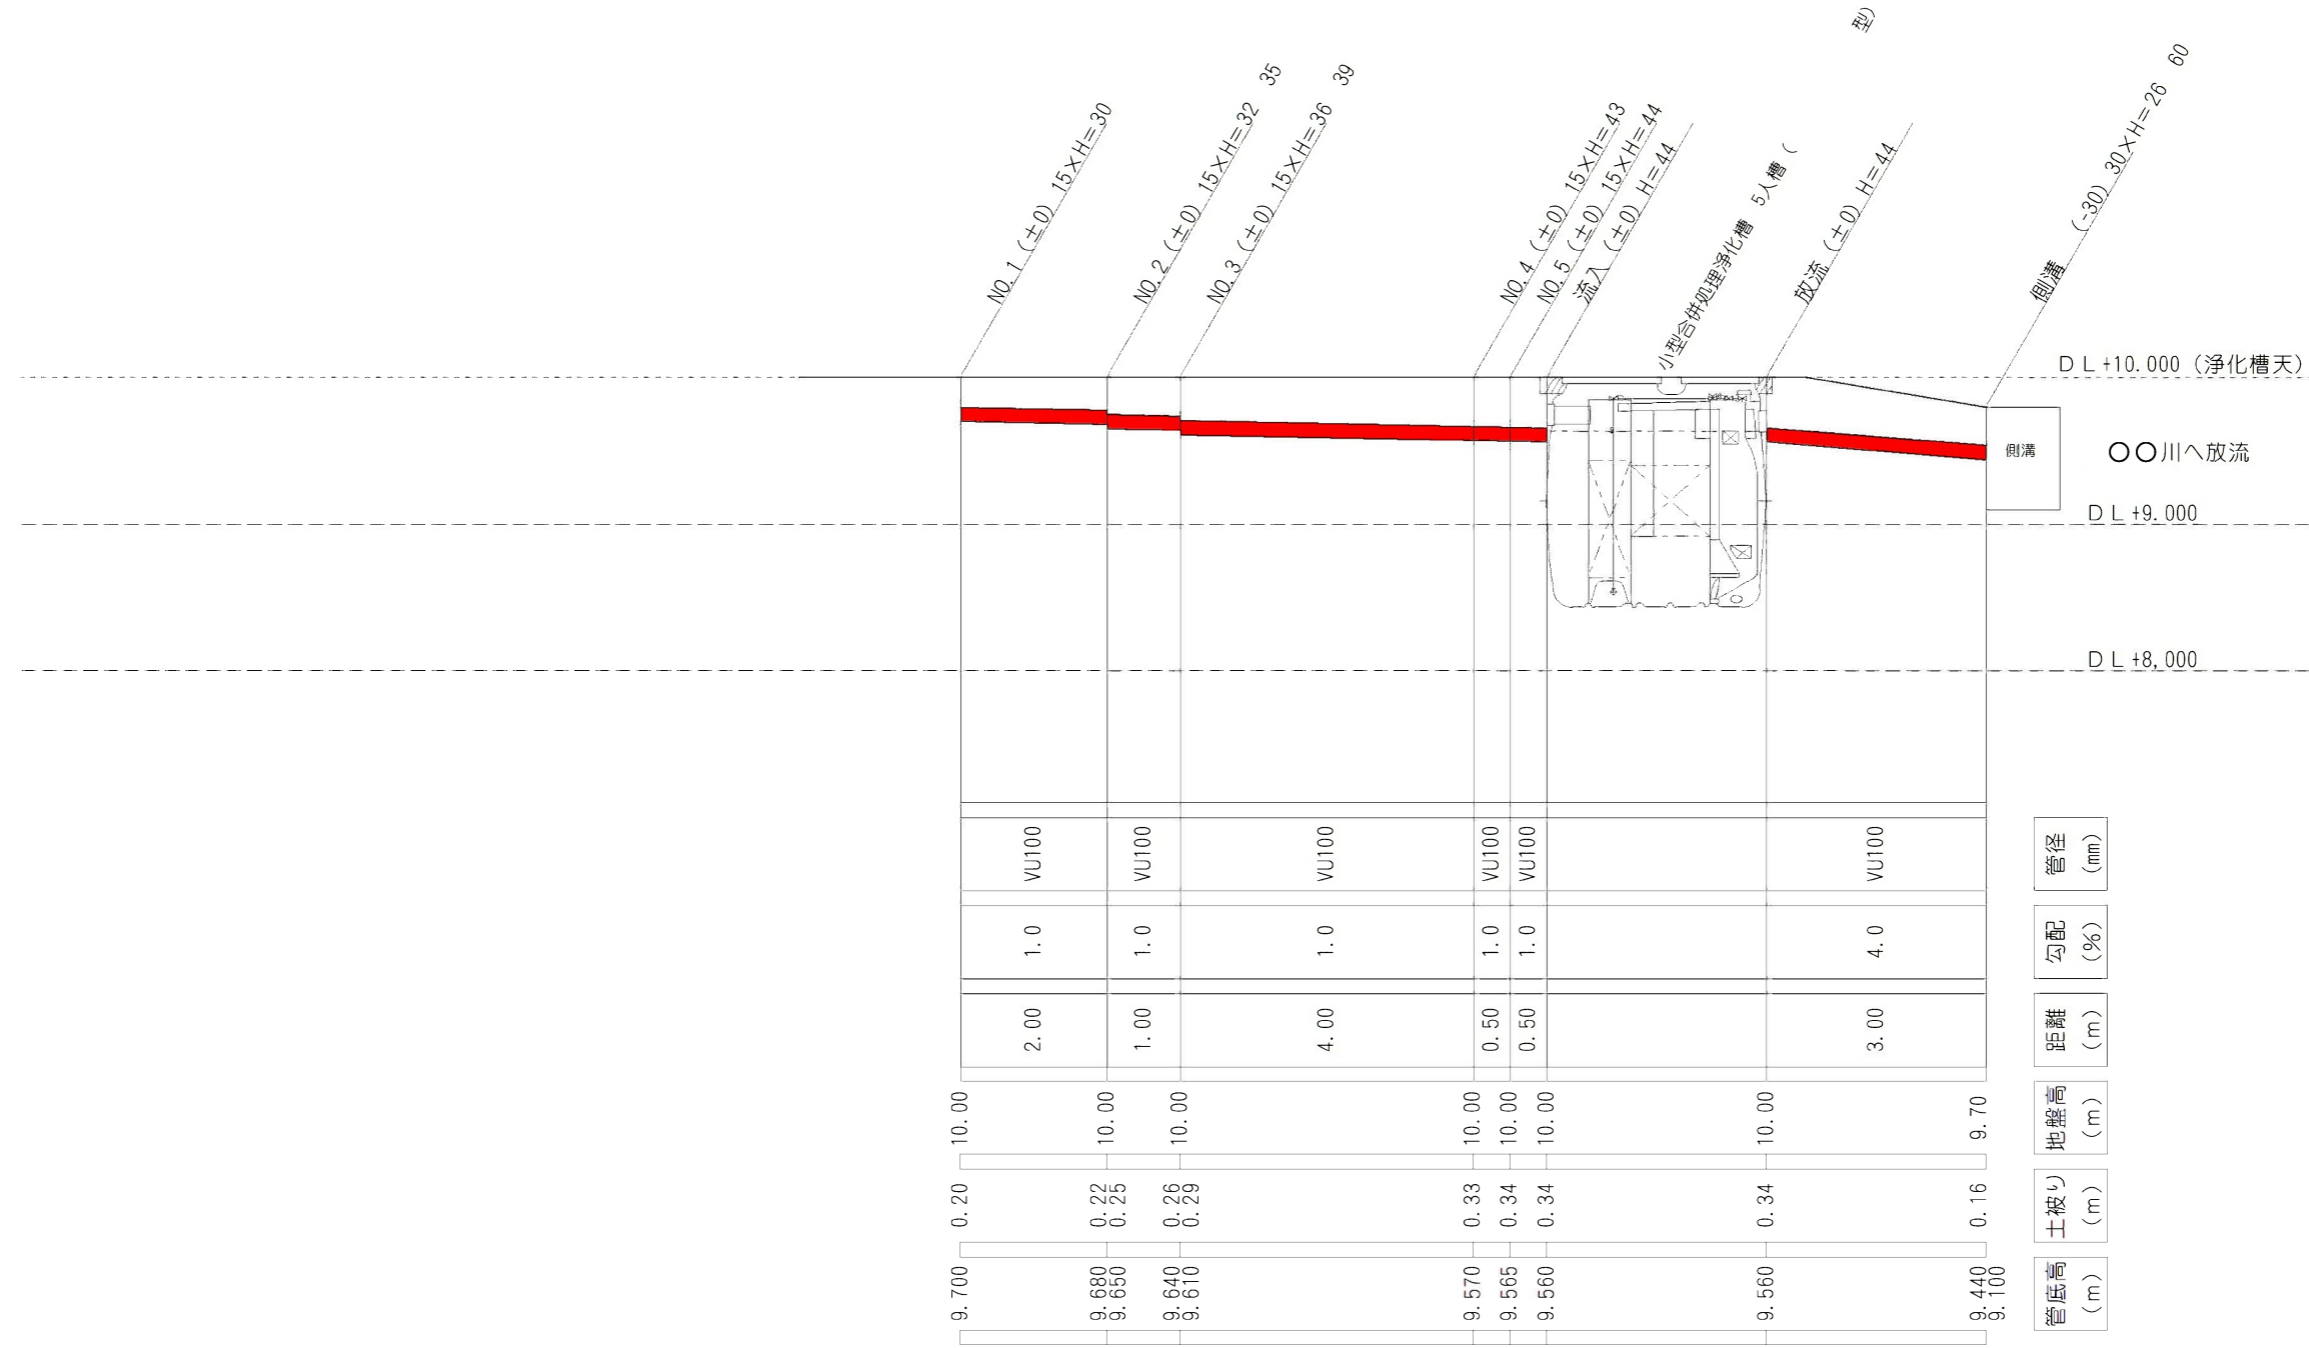 型)
NO.1 (±0) 15×H=30
NO.2 (±0) 15×H=32 35
NO.3 (±0) 15×H=36 39
NO.4 (±0) 15×H=43
NO.5 (±0) 15×H=44
流入 (±0) H=44
小型合併処理浄化槽 5人槽 (
放流 (±0) H=44
側溝 (-30) 30×H=26 60
DL+10.000 (浄化槽天)
側溝
〇〇川へ放流
DL+9.000
DL+8,000
VU100 VU100 VU100 VU100 VU100 VU100
管径 (mm)
1.0 1.0 1.0 1.0 1.0 4.0
勾配 (%)
2.00 1.00 4.00 0.50 0.50 3.00
距離 (m)
10.00 10.00 10.00 10.00 10.00 10.00 10.00 9.70
地盤高 (m)
0.20 0.22 0.25 0.26 0.29 0.33 0.34 0.34 0.34 0.16
土被り (m)
9.700 9.680 9.650 9.640 9.610 9.570 9.565 9.560 9.560 9.440 9.100
管底高 (m)